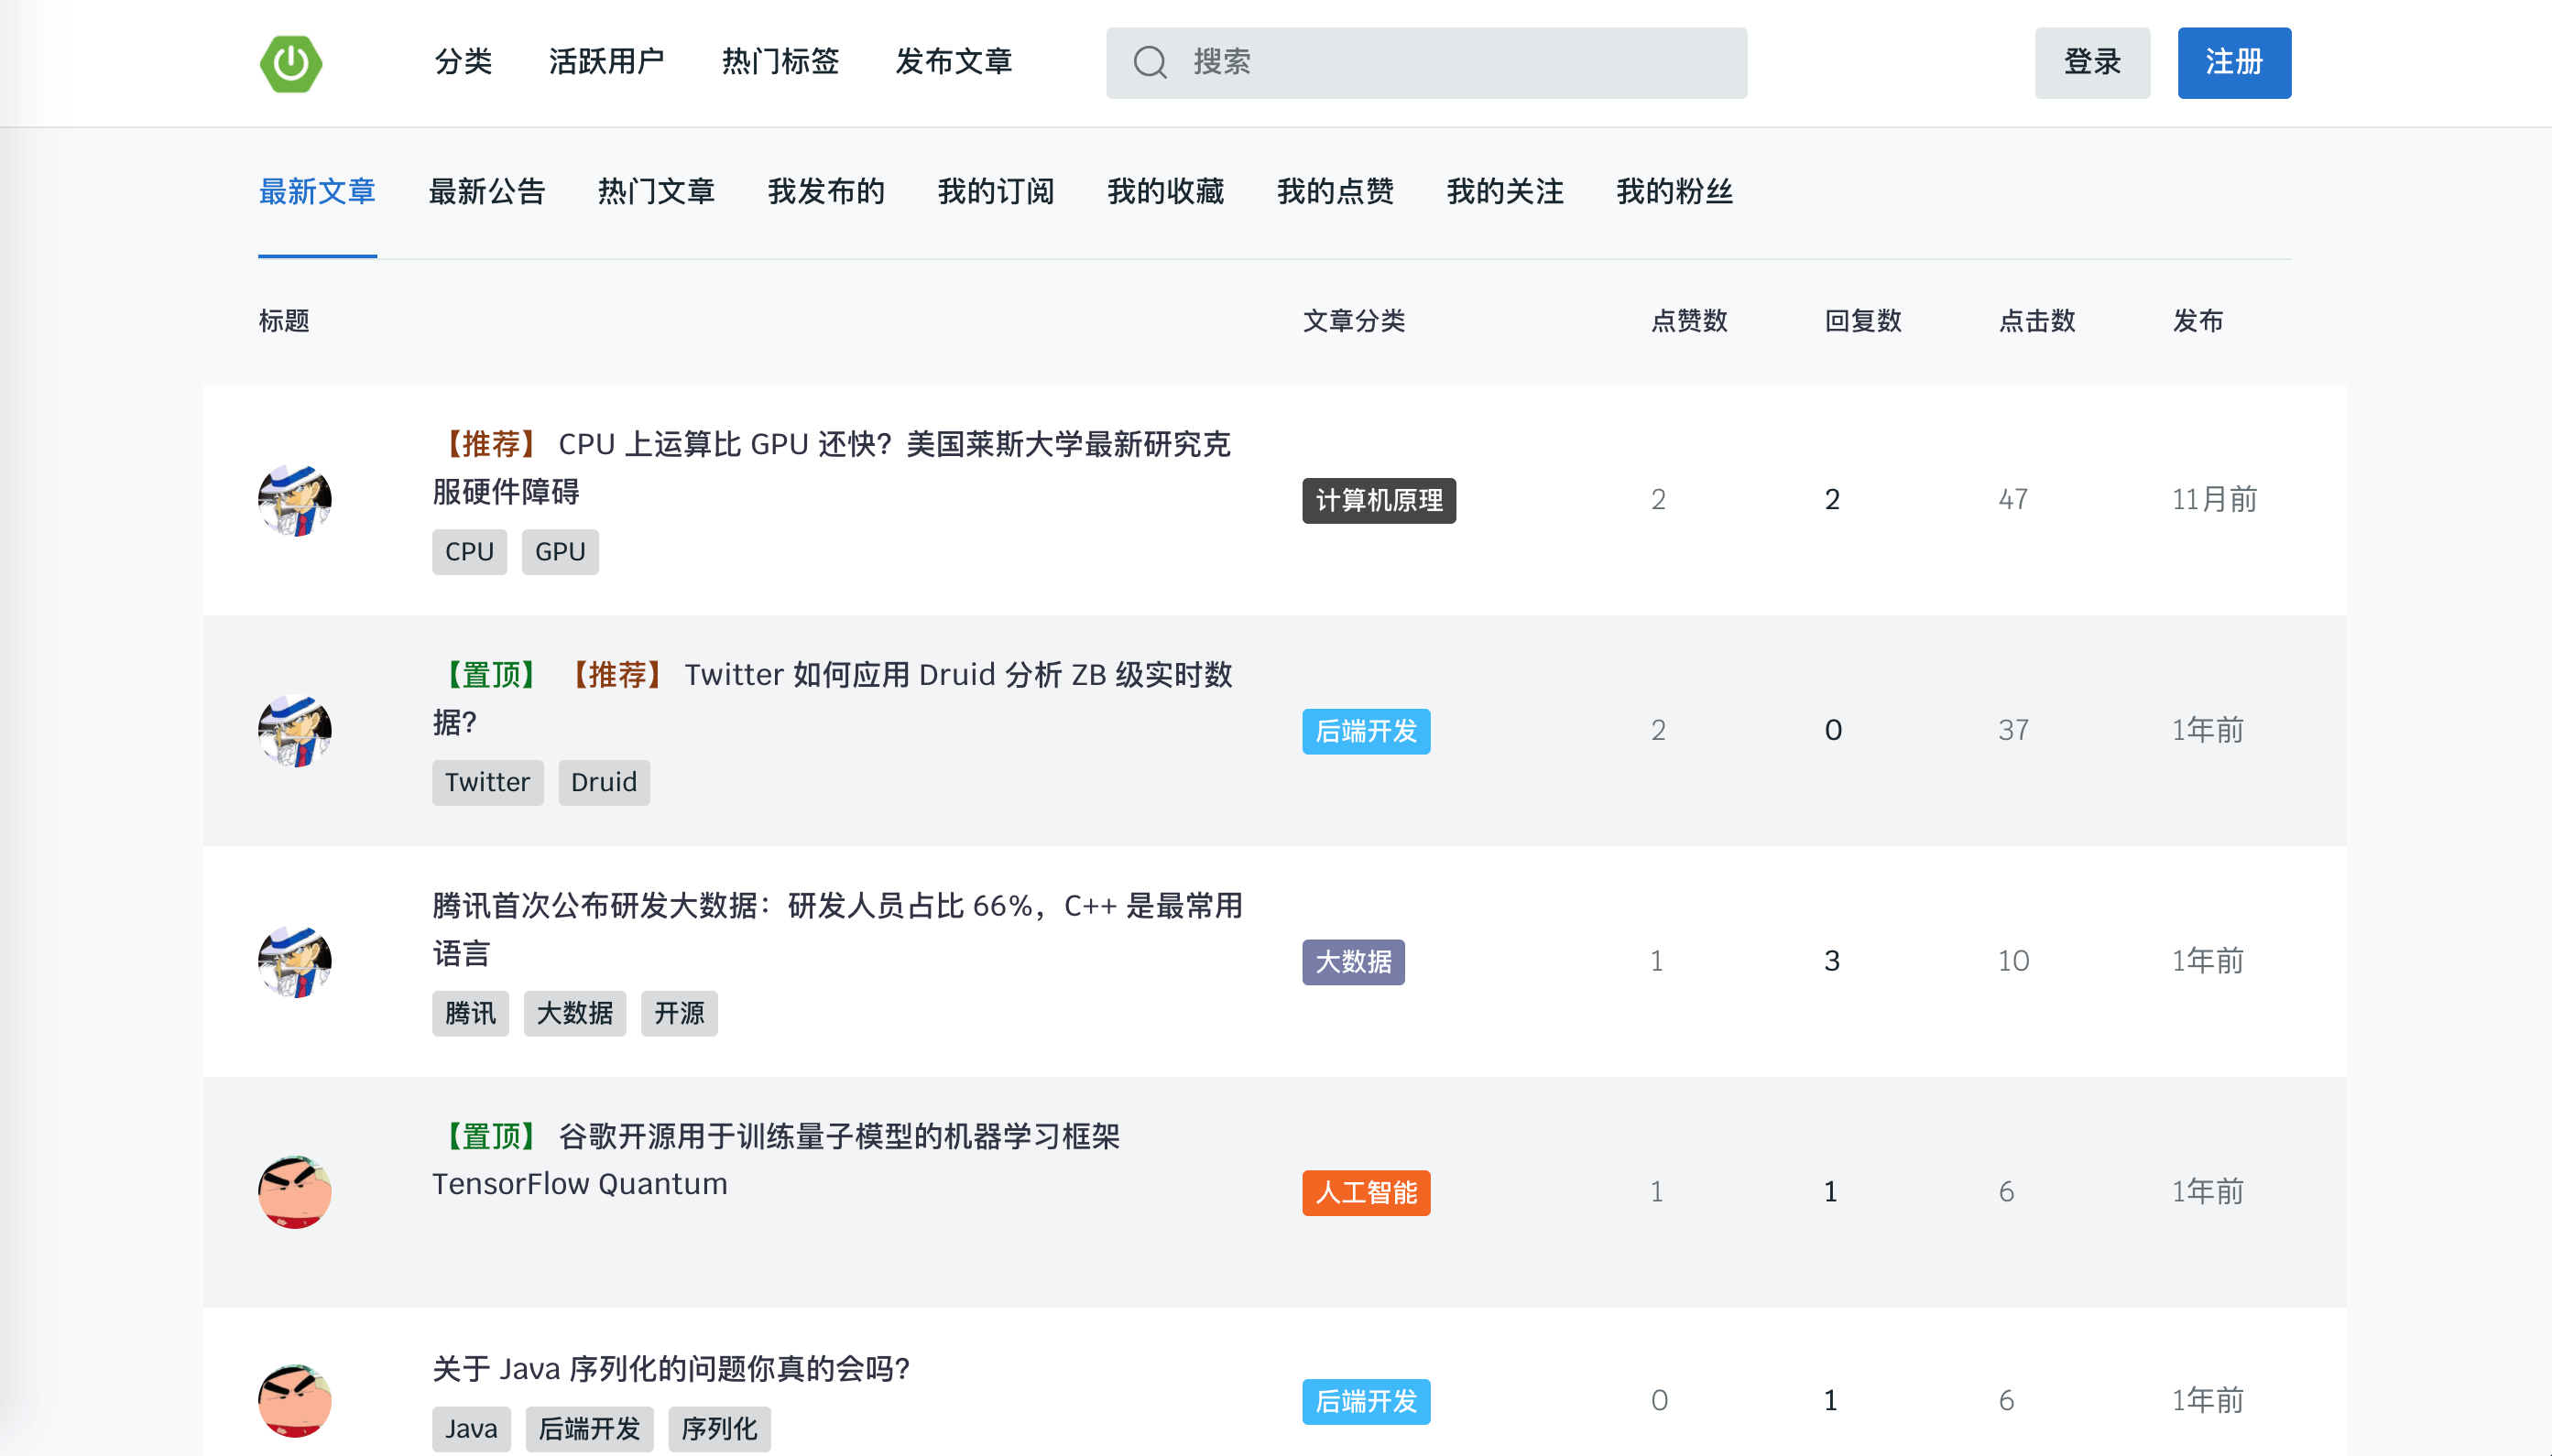 分类 活跃用户 热门标签 发布文章 搜索 登录 注册
最新文章 最新公告 热门文章 我发布的 我的订阅 我的收藏 我的点赞 我的关注 我的粉丝
标题 文章分类 点赞数 回复数 点击数 发布
【推荐】 CPU 上运算比 GPU 还快？美国莱斯大学最新研究克
服硬件障碍
CPU GPU
计算机原理 2 2 47 11月前
【置顶】 【推荐】 Twitter 如何应用 Druid 分析 ZB 级实时数
据？
Twitter Druid
后端开发 2 0 37 1年前
腾讯首次公布研发大数据：研发人员占比 66%，C++ 是最常用
语言
腾讯 大数据 开源
大数据 1 3 10 1年前
【置顶】 谷歌开源用于训练量子模型的机器学习框架
TensorFlow Quantum
人工智能 1 1 6 1年前
关于 Java 序列化的问题你真的会吗？
Java 后端开发 序列化
后端开发 0 1 6 1年前